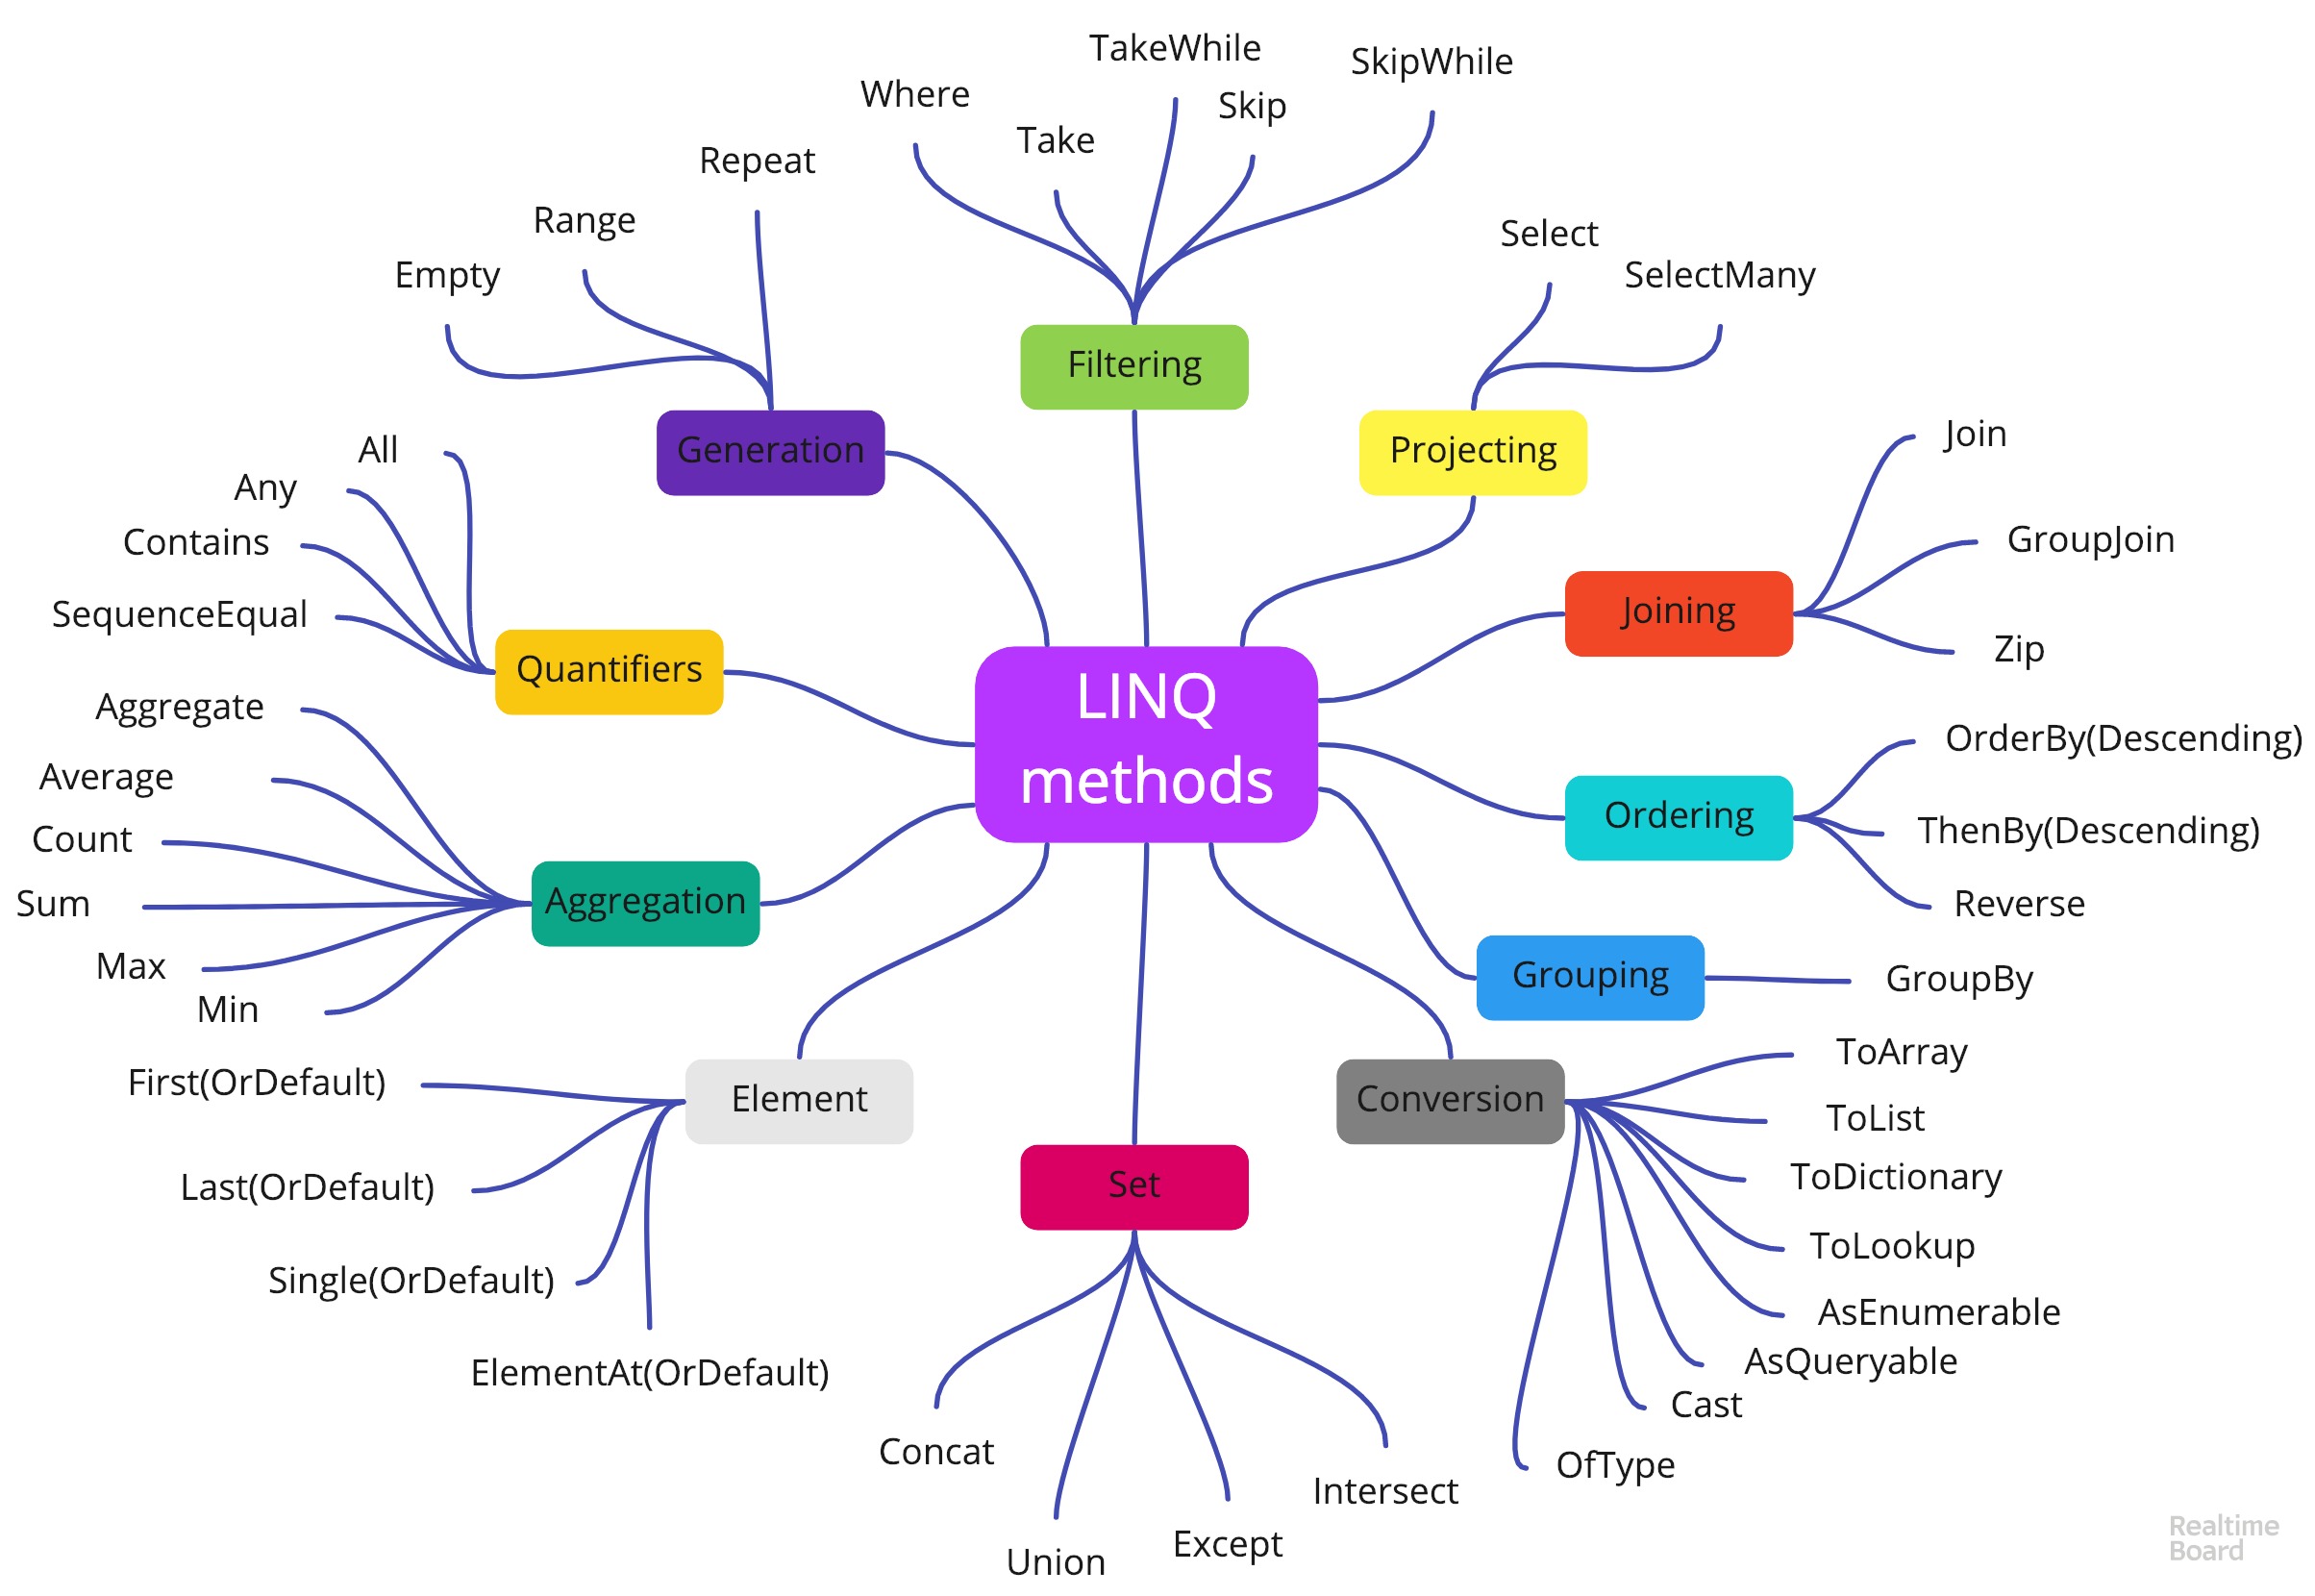 TakeWhile
SkipWhile
Where
Skip
Take
Repeat
Range
Select
Empty
SelectMany
Filtering
Generation
Projecting
All
Any
Contains
SequenceEqual
Quantifiers
Join
GroupJoin
Zip
Joining
LINQ
methods
Aggregate
Average
Count
Sum
Max
Min
Aggregation
OrderBy(Descending)
ThenBy(Descending)
Reverse
Ordering
Grouping
GroupBy
First(OrDefault)
Last(OrDefault)
Single(OrDefault)
ElementAt(OrDefault)
Element
Set
Concat
Union
Except
Intersect
Conversion
ToArray
ToList
ToDictionary
ToLookup
AsEnumerable
AsQueryable
Cast
OfType
Realtime
Board